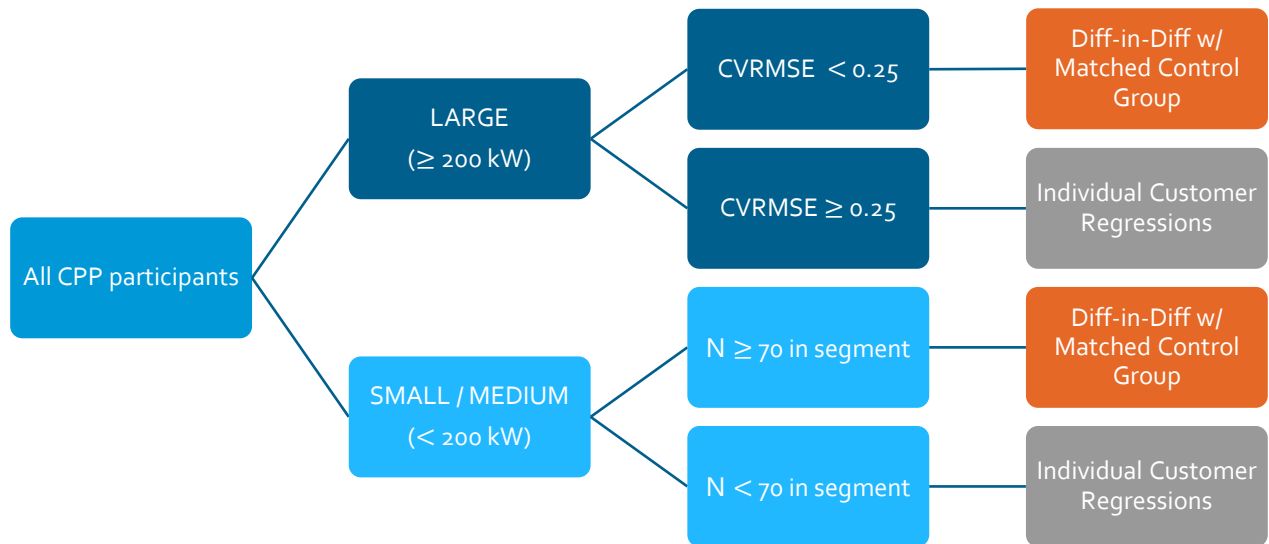 All CPP participants
LARGE
(≥ 200 kW)
SMALL / MEDIUM
(< 200 kW)
CVRMSE < 0.25
CVRMSE ≥ 0.25
N ≥ 70 in segment
N < 70 in segment
Diff-in-Diff w/
Matched Control
Group
Individual Customer
Regressions
Diff-in-Diff w/
Matched Control
Group
Individual Customer
Regressions